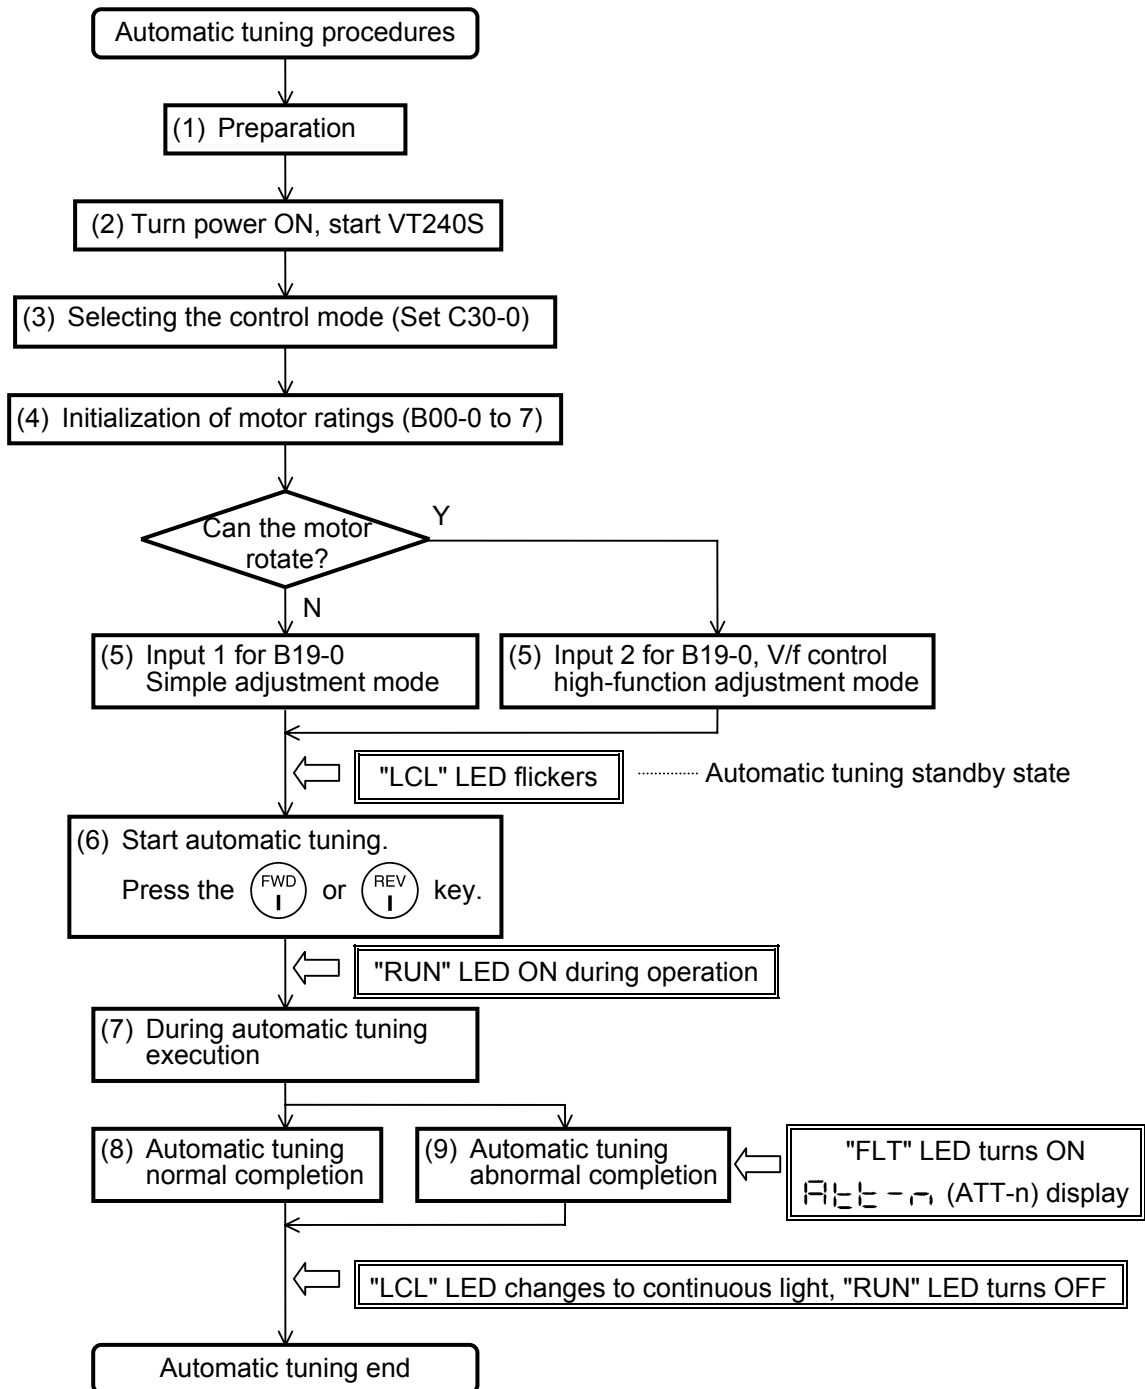 Automatic tuning procedures
(1) Preparation
(2) Turn power ON, start VT240S
(3) Selecting the control mode (Set C30-0)
(4) Initialization of motor ratings (B00-0 to 7)
Can the motor
rotate?
Y
N
(5) Input 1 for B19-0
Simple adjustment mode
(5) Input 2 for B19-0, V/f control
high-function adjustment mode
"LCL" LED flickers
Automatic tuning standby state
(6) Start automatic tuning.
Press the FWD I or REV I key.
"RUN" LED ON during operation
(7) During automatic tuning
execution
(8) Automatic tuning
normal completion
(9) Automatic tuning
abnormal completion
"FLT" LED turns ON
Att-n (ATT-n) display
"LCL" LED changes to continuous light, "RUN" LED turns OFF
Automatic tuning end